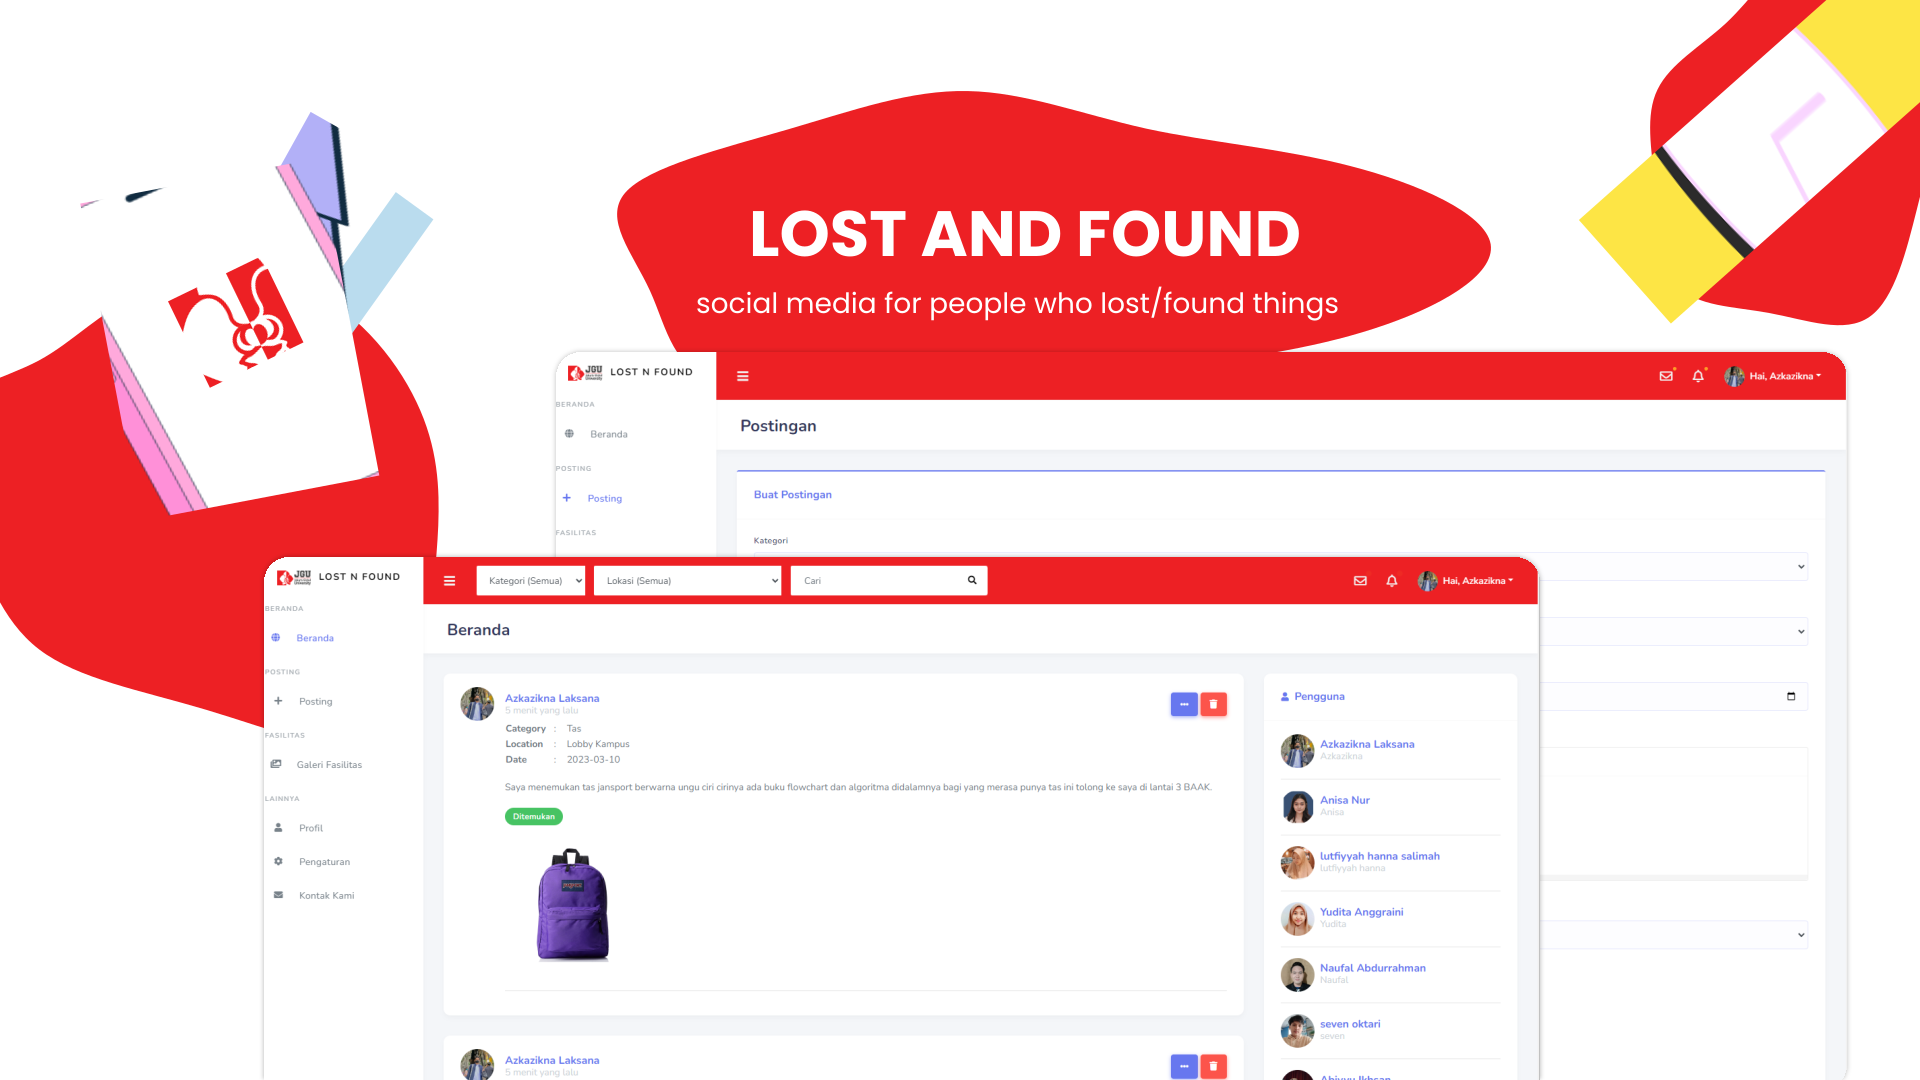 LOST AND FOUND
social media for people who lost/found things
JGU
LOST N FOUND
Hai, Azkazikna
BERANDA
Beranda
POSTING
Posting
FASILITAS
Postingan
Buat Postingan
Kategori
JGU
LOST N FOUND
Kategori (Semua)
Lokasi (Semua)
Cari
Hai, Azkazikna
BERANDA
Beranda
POSTING
Posting
FASILITAS
Galeri Fasilitas
LAINNYA
Profil
Pengaturan
Kontak Kami
Beranda
Azkazikna Laksana
5 menit yang lalu
Category : Tas
Location : Lobby Kampus
Date : 2023-03-10
Saya menemukan tas jansport berwarna ungu ciri cirinya ada buku flowchart dan algoritma didalamnya bagi yang merasa punya tas ini tolong ke saya di lantai 3 BAAK.
Ditemukan
Azkazikna Laksana
5 menit yang lalu
Pengguna
Azkazikna Laksana
Azkazikna
Anisa Nur
Anisa
lutfiyyah hanna salimah
lutfiyyah hanna
Yudita Anggraini
Yudita
Naufal Abdurrahman
Naufal
seven oktari
seven